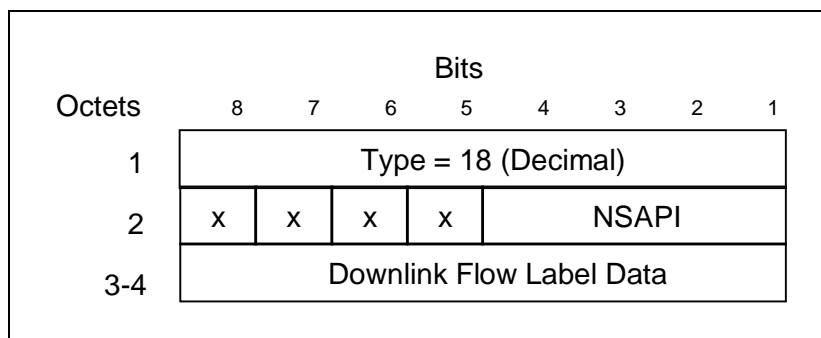 Bits
Octets 8 7 6 5 4 3 2 1
1 Type = 18 (Decimal)
2 x x x x NSAPI
3-4 Downlink Flow Label Data